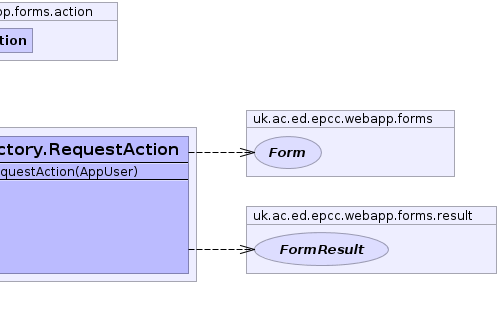 pp.forms.action
tion
uk.ac.ed.epcc.webapp.forms
Form
ctory.RequestAction
questAction(AppUser)
uk.ac.ed.epcc.webapp.forms.result
FormResult